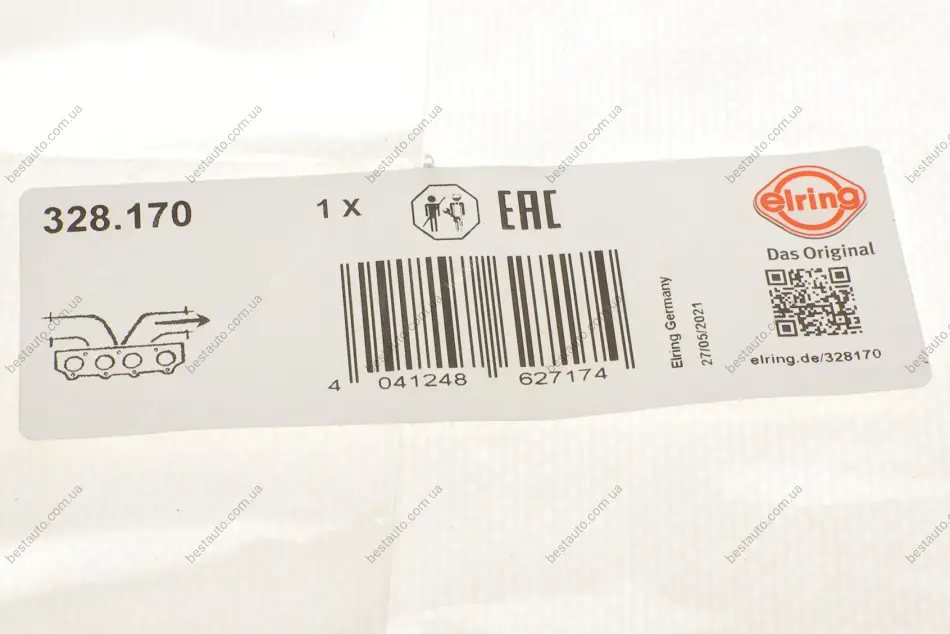 328.170
1 X
EAC
elring
Das Original
4 041248 627174
Elring Germany
27/05/2021
elring.de/328170
bestauto.com.ua